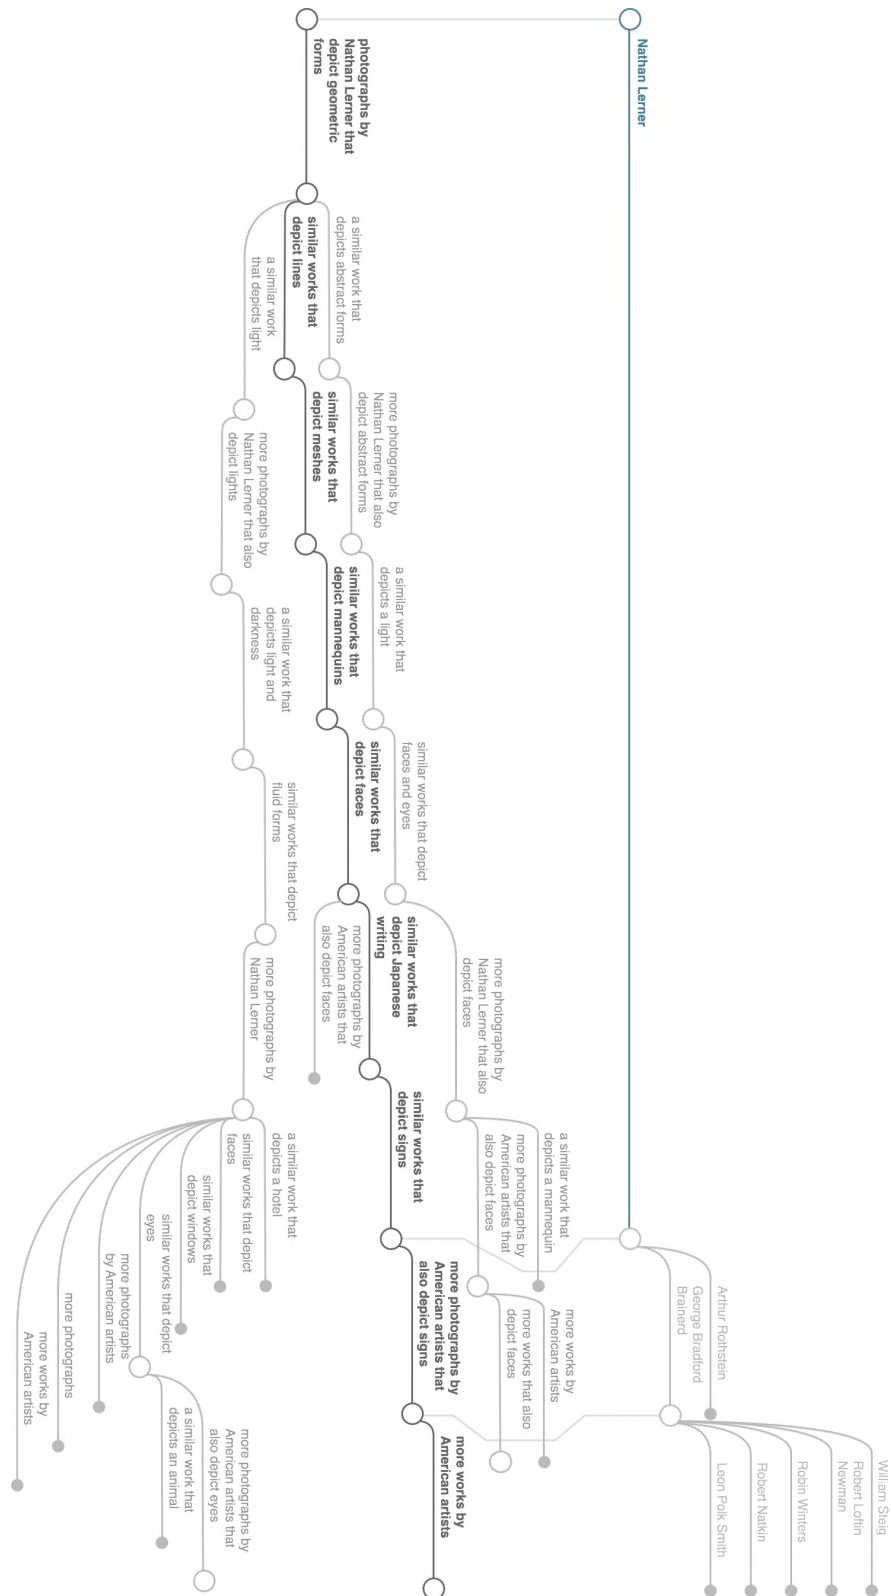 Nathan Lerner
photographs by
Nathan Lerner that
depict geometric
forms
a similar work that
depicts abstract forms
similar works that
depict lines
a similar work
that depicts light
more photographs by
Nathan Lerner that also
depict abstract forms
similar works that
depict meshes
more photographs by
Nathan Lerner that also
depict lights
a similar work that
depicts a light
similar works that
depict mannequins
a similar work that
depicts light and
darkness
similar works that depict
faces and eyes
similar works that
depict faces
similar works that depict
fluid forms
more photographs by
Nathan Lerner that also
depict faces
similar works that
depict Japanese
writing
more photographs by
American artists that
also depict faces
more photographs by
Nathan Lerner
a similar work that
depicts a mannequin
more photographs by
American artists that
also depict faces
similar works that
depict signs
a similar work that
depicts a hotel
similar works that depict
faces
similar works that
depict windows
similar works that depict
eyes
more photographs
by American artists
more photographs
more works by
American artists
Arthur Rothstein
George Bradford
Brainerd
more works by
American artists
more works that also
depict faces
more photographs by
American artists that
also depict signs
more photographs by
American artists that
also depict eyes
a similar work that
depicts an animal
William Steig
Robert Loftin
Newman
Robin Winters
Robert Natkin
Leon Polk Smith
more works by
American artists